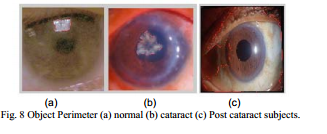 (a) (b) (c)
Fig. 8 Object Perimeter (a) normal (b) cataract (c) Post cataract subjects.